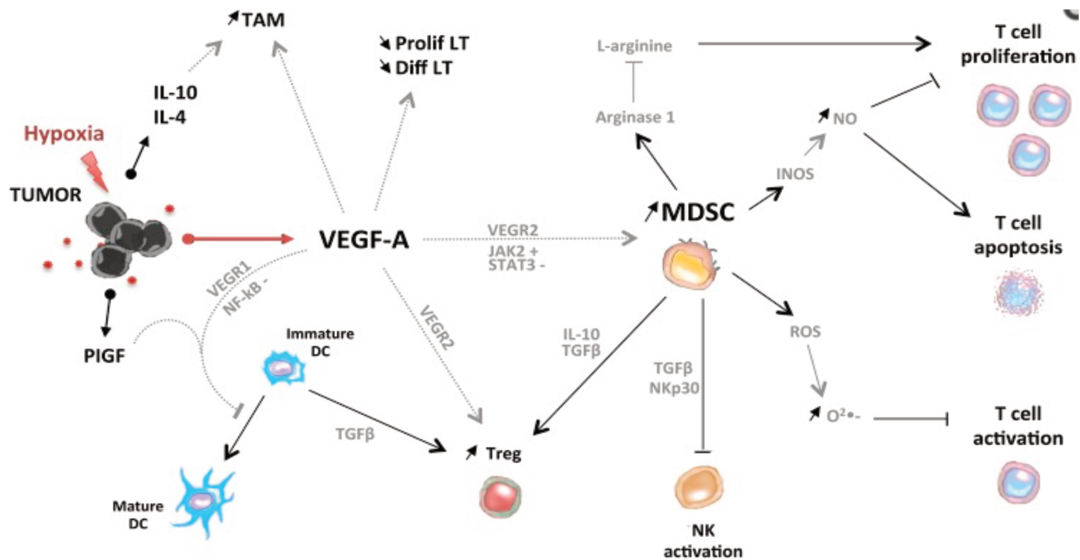 TAM
Prolif LT
Diff LT
L-arginine
T cell
proliferation
IL-10
IL-4
Arginase 1
NO
Hypoxia
INOS
TUMOR
MDSC
VEGF-A
VEGR2
JAK2 +
STAT3 -
T cell
apoptosis
VEGR1
NF-kB -
VEGR2
PIGF
Immature
DC
IL-10
TGFβ
ROS
TGFβ
NKp30
TGFβ
Treg
O²•-
T cell
activation
Mature
DC
NK
activation